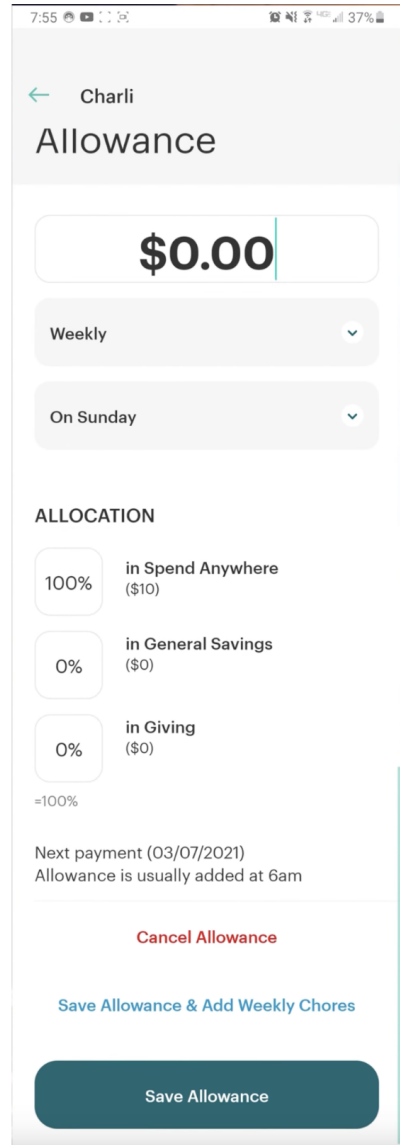 7:55 37%
Charli
Allowance
$0.00
Weekly
On Sunday
ALLOCATION
100% in Spend Anywhere
($10)
0% in General Savings
($0)
0% in Giving
($0)
=100%
Next payment (03/07/2021)
Allowance is usually added at 6am
Cancel Allowance
Save Allowance & Add Weekly Chores
Save Allowance